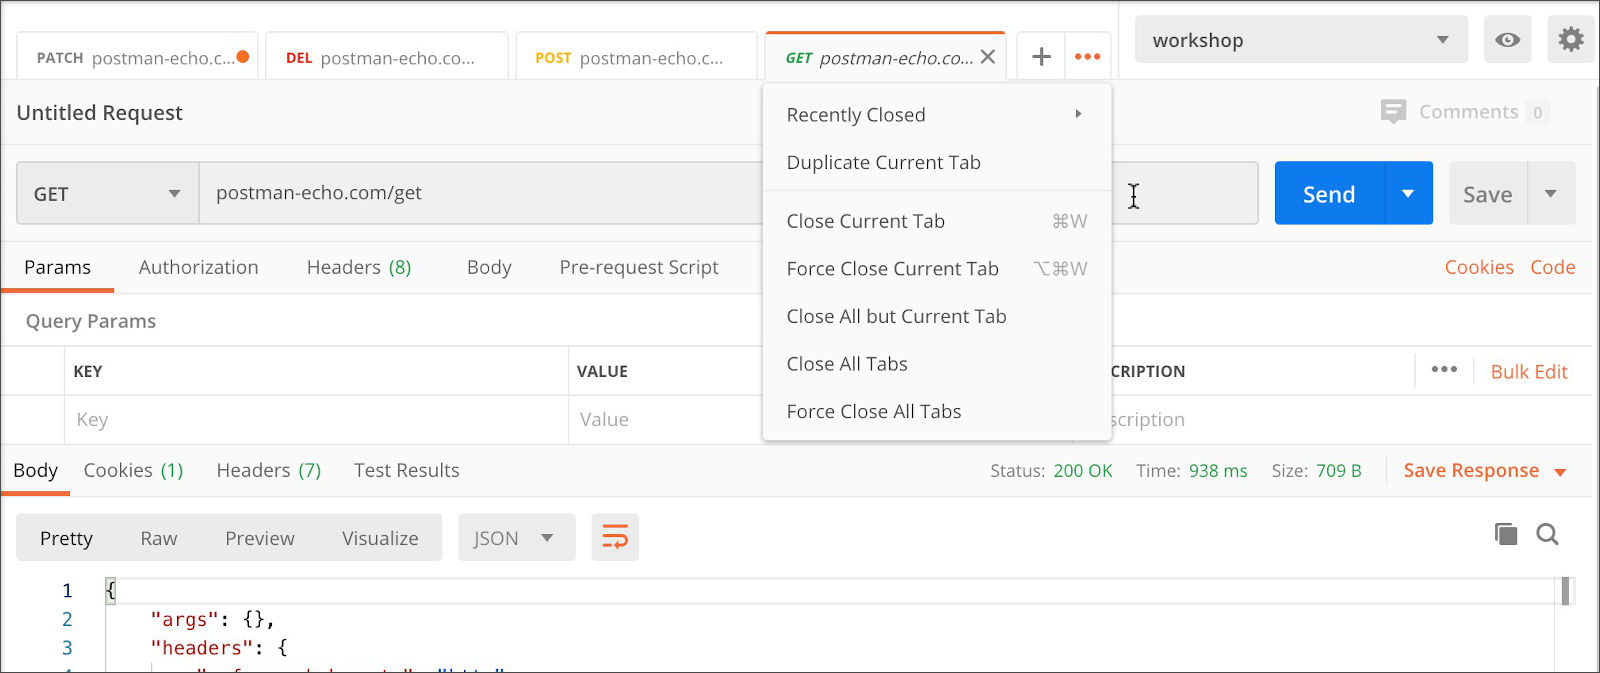 PATCH postman-echo.c... DEL postman-echo.co... POST postman-echo.c... GET postman-echo.co... workshop
Untitled Request Comments 0
Recently Closed
Duplicate Current Tab
Close Current Tab ⌘W
Force Close Current Tab ⌥⌘W
Close All but Current Tab
Close All Tabs
Force Close All Tabs
GET postman-echo.com/get Send Save
Params Authorization Headers (8) Body Pre-request Script Cookies Code
Query Params
KEY VALUE CRIPTION ••• Bulk Edit
Key Value scription
Body Cookies (1) Headers (7) Test Results Status: 200 OK Time: 938 ms Size: 709 B Save Response
Pretty Raw Preview Visualize JSON
1 {
2 "args": {},
3 "headers": {